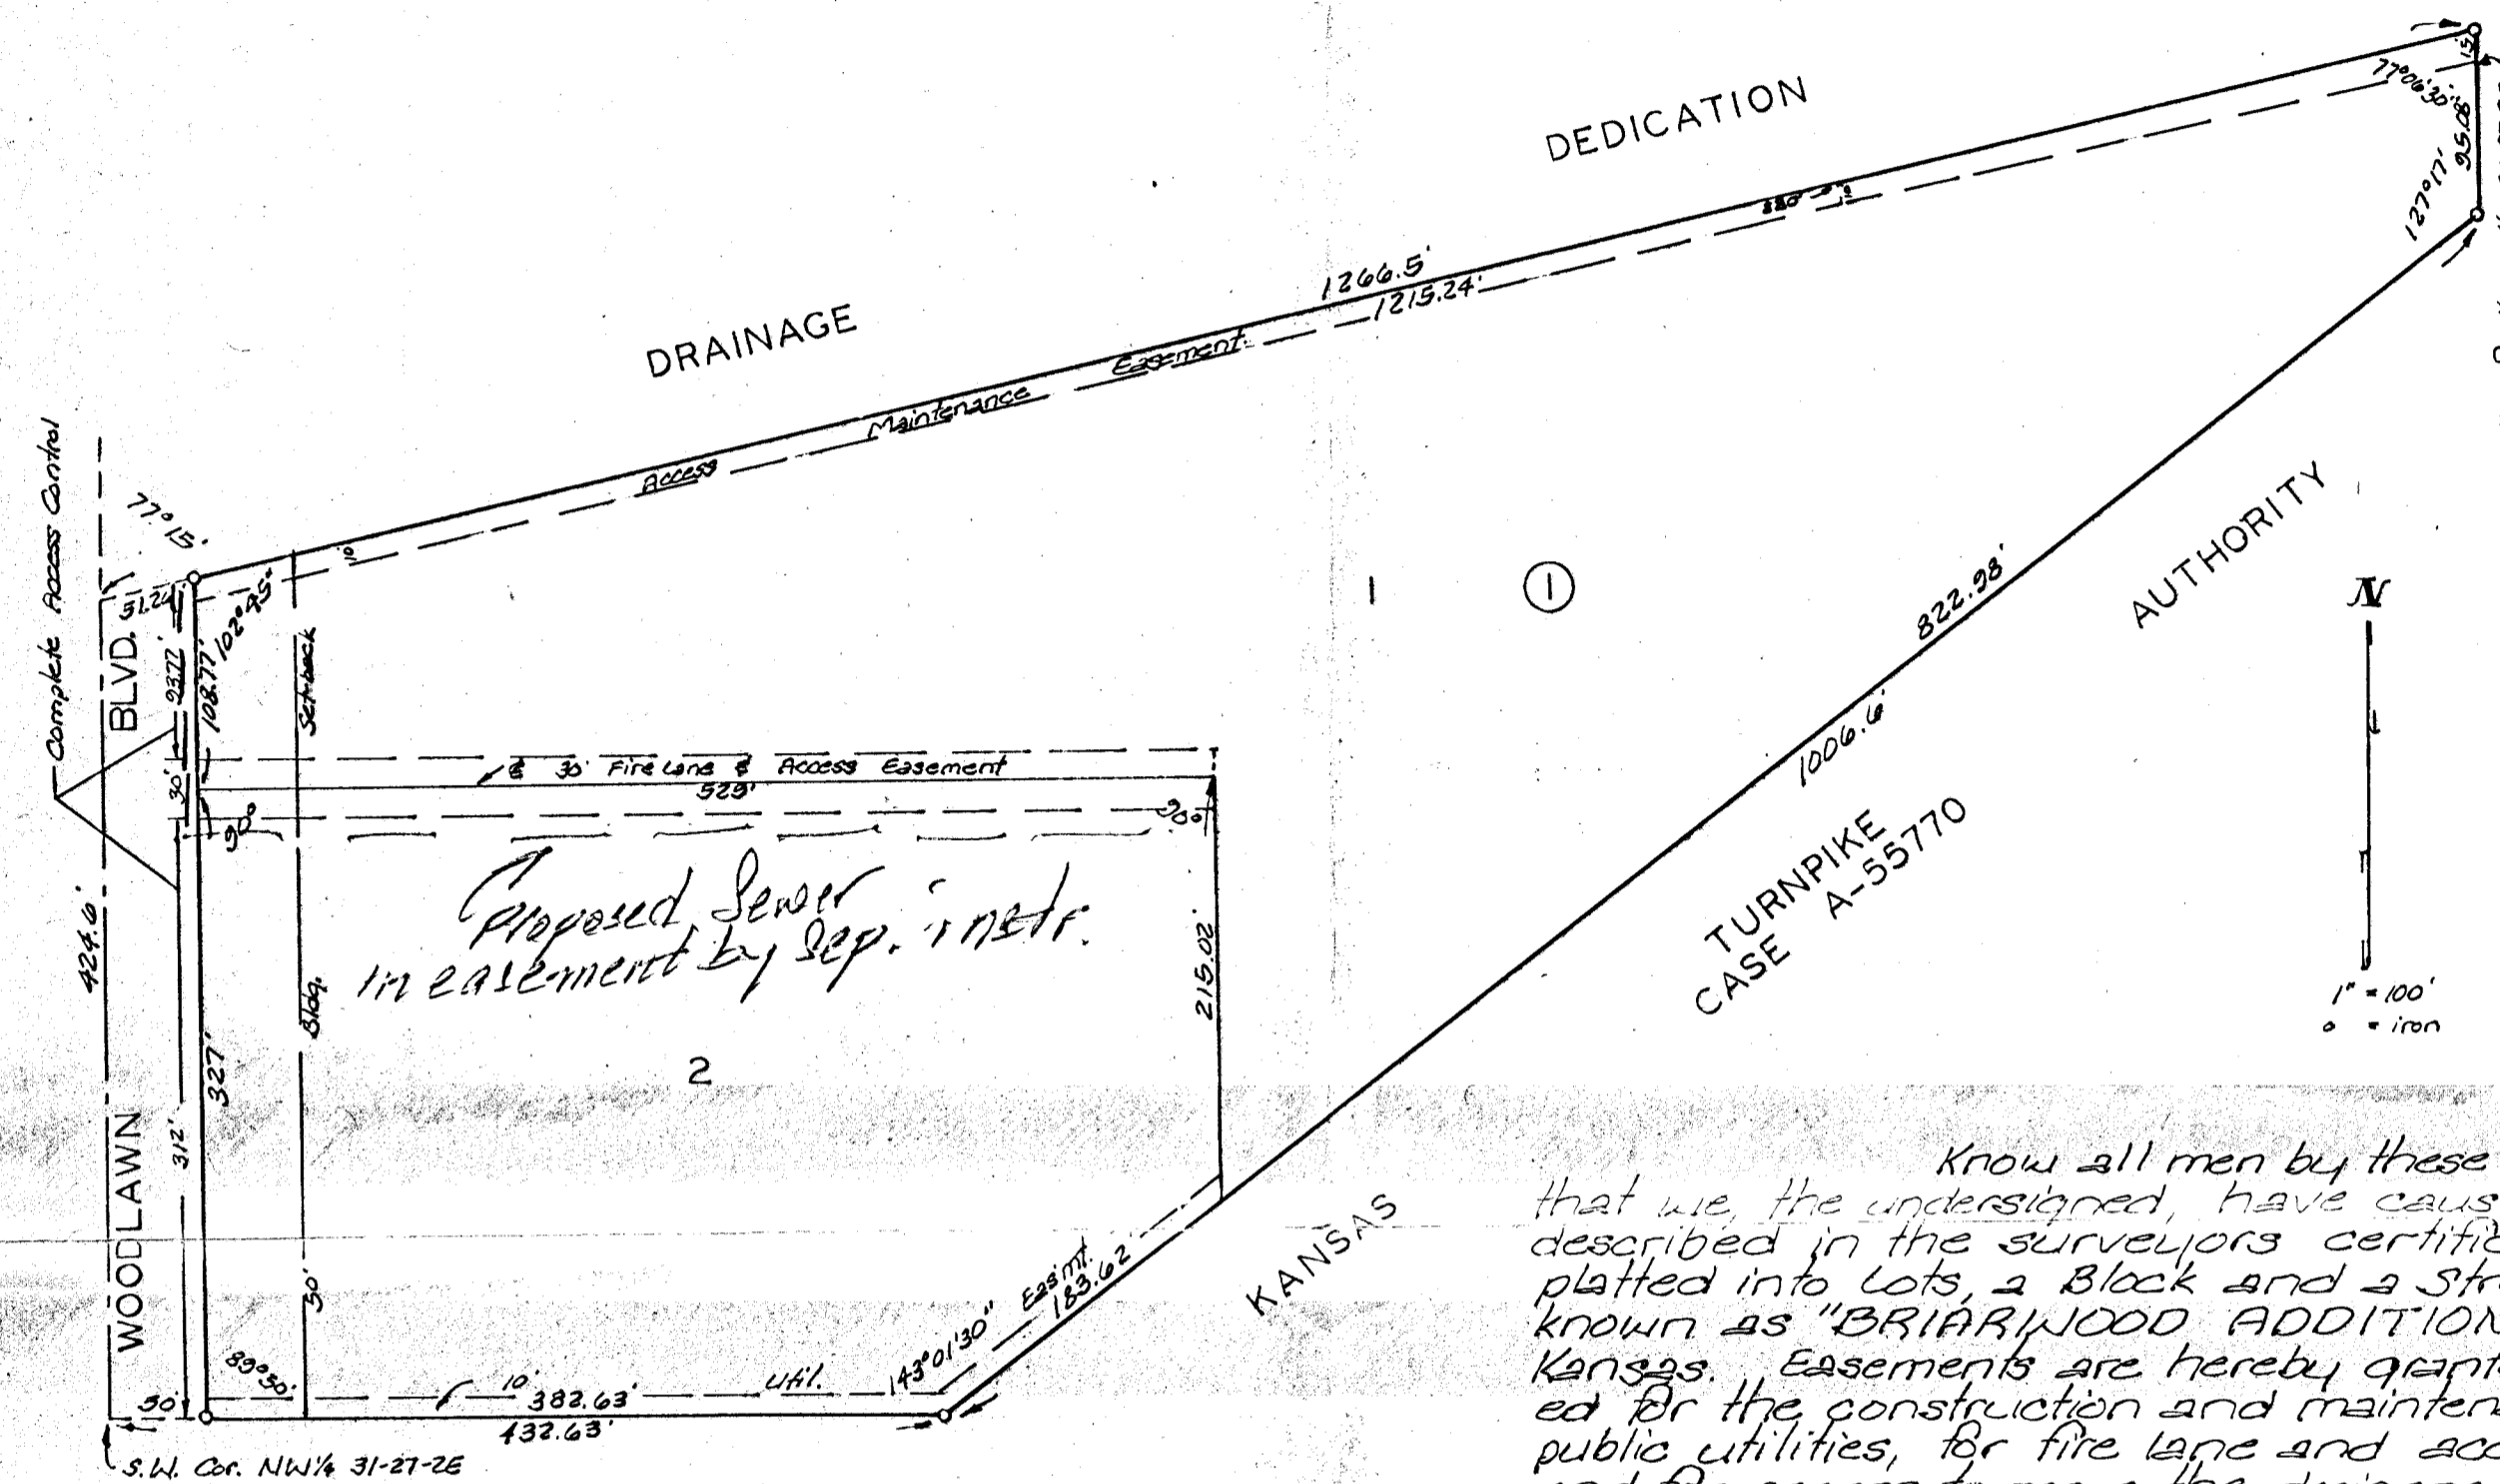 DEDICATION
15'
77°06'30"
95.08'
127°17'
1266.5'
1215.24'
DRAINAGE
Access Maintenance Easement
Complete Access Control
77°15'
51.26'
102°45'
10'
BLVD.
93.77'
108.77'
Setback
1
1
822.98'
1006.6'
AUTHORITY
N
1" = 100'
o = iron
30'
30' Fire Lane & Access Easement
529'
90°
90°
Proposed Sewer
in easement by Sep. instr.
424.6'
215.02'
TURNPIKE
CASE A-55770
Bldg.
327'
2
312'
WOODLAWN
KANSAS
Easm't.
183.62'
143°01'30"
89°50'
10'
Util.
382.63'
50'
432.63'
S.W. Cor. NW¼ 31-27-2E
Know all men by these
that we, the undersigned, have caus
described in the surveyors certific
platted into Lots, a Block and a Str
known as "BRIARWOOD ADDITION
Kansas. Easements are hereby grant
ed for the construction and mainten
public utilities, for fire lane and acc